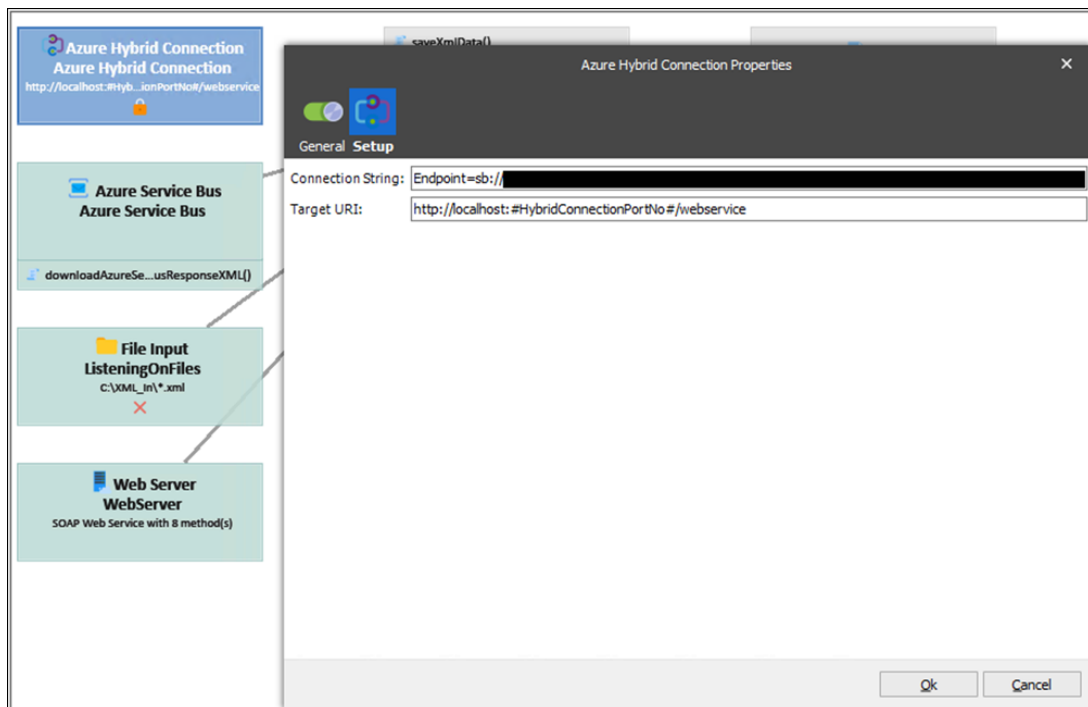 Azure Hybrid Connection
Azure Hybrid Connection
http://localhost:#Hyb...ionPortNo#/webservice
saveXmlData()
Azure Service Bus
Azure Service Bus
downloadAzureSe...usResponseXML()
File Input
ListeningOnFiles
C:\XML_In\*.xml
Web Server
WebServer
SOAP Web Service with 8 method(s)
Azure Hybrid Connection Properties
General Setup
Connection String: Endpoint=sb://
Target URI: http://localhost:#HybridConnectionPortNo#/webservice
Ok Cancel